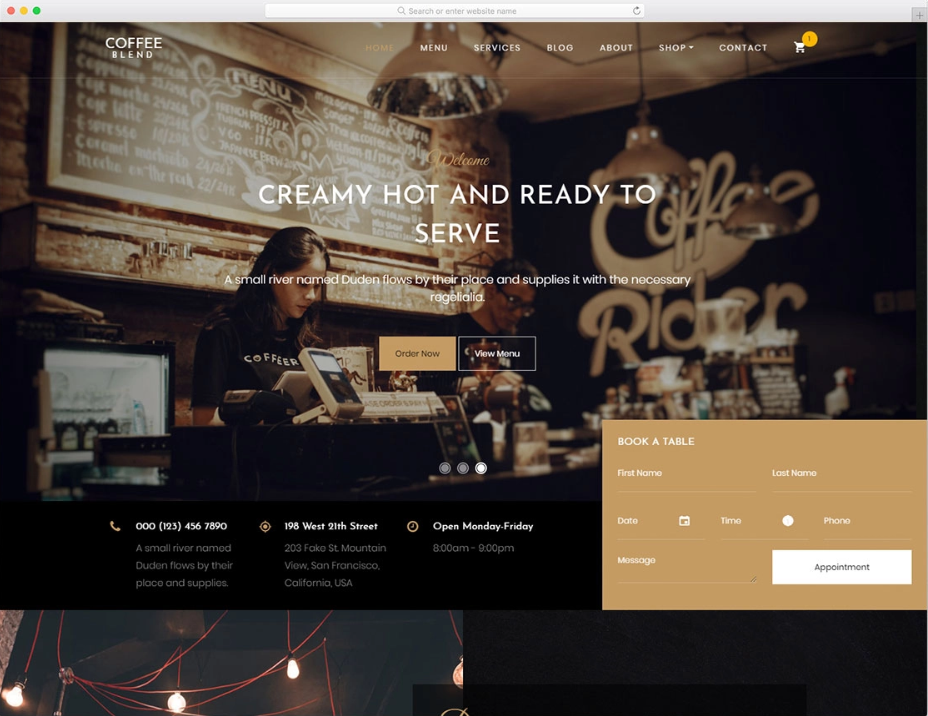 Search or enter website name
COFFEE
BLEND
HOME MENU SERVICES BLOG ABOUT SHOP CONTACT
1
MENU
Welcome
CREAMY HOT AND READY TO
SERVE
Coffee
Rider
A small river named Duden flows by their place and supplies it with the necessary
regelialia.
Order Now View Menu
BOOK A TABLE
First Name Last Name
Date Time Phone
Message Appointment
000 (123) 456 7890
A small river named
Duden flows by their
place and supplies.
198 West 21th Street
203 Fake St. Mountain
View, San Francisco,
California, USA
Open Monday-Friday
8:00am - 9:00pm